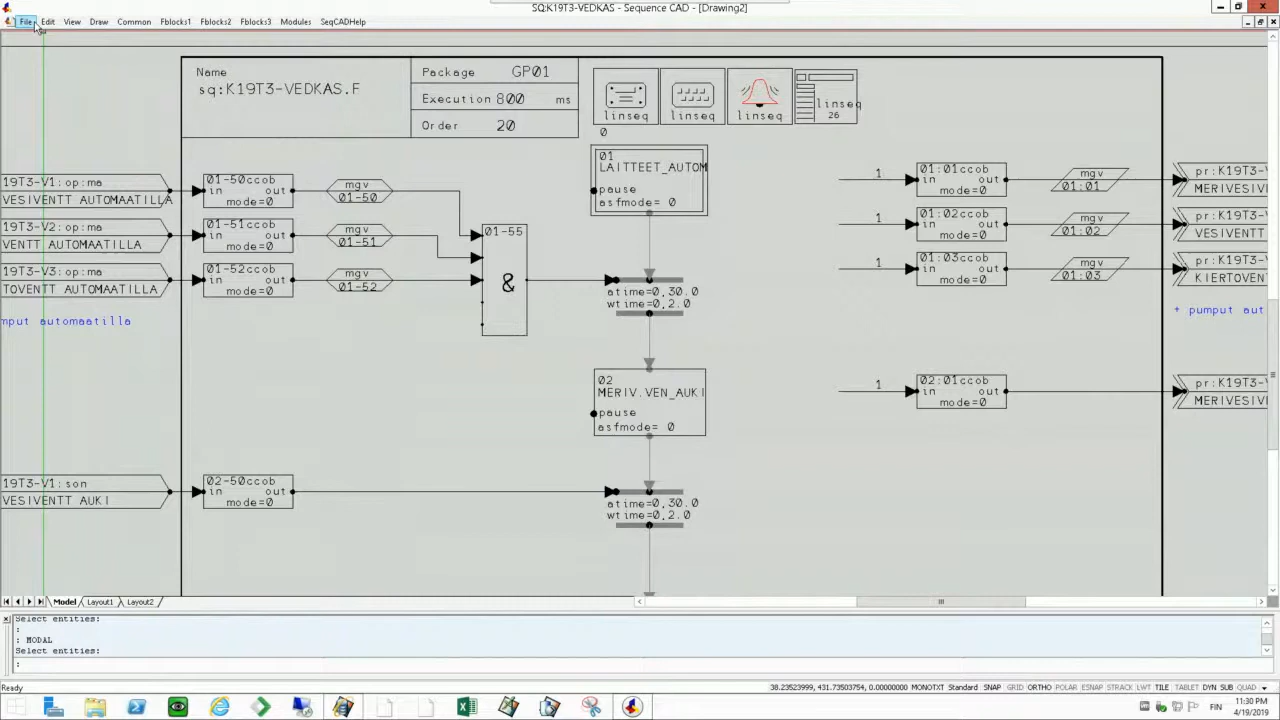 SQ:K19T3-VEDKAS - Sequence CAD - [Drawing2]
File Edit View Draw Common Fblocks1 Fblocks2 Fblocks3 Modules SeqCADHelp
Name
sq:K19T3-VEDKAS.F
Package GP01
Execution 800 ms
Order 20
linseq
linseq
linseq
linseq
26
0
01
LAITTEET_AUTOM
pause
asfmode= 0
19T3-V1:op:ma
VESIVENTT AUTOMAATILLA
01-50ccob
in out
mode=0
mgv
01-50
19T3-V2:op:ma
VENTT AUTOMAATILLA
01-51ccob
in out
mode=0
mgv
01-51
19T3-V3:op:ma
TOVENTT AUTOMAATILLA
01-52ccob
in out
mode=0
mgv
01-52
mput automaatilla
01-55
&
atime=0,30.0
wtime=0,2.0
1
01:01ccob
in out
mode=0
mgv
01:01
pr:K19T3-
MERIVESI
1
01:02ccob
in out
mode=0
mgv
01:02
pr:K19T3-
VESIVENTT
1
01:03ccob
in out
mode=0
mgv
01:03
pr:K19T3-
KIERTOVEN
+ pumput aut
02
MERIV.VEN_AUKI
pause
asfmode= 0
1
02:01ccob
in out
mode=0
pr:K19T3-
MERIVESI
19T3-V1:son
VESIVENTT AUKI
02-50ccob
in out
mode=0
atime=0,30.0
wtime=0,2.0
Model Layout1 Layout2
Select entities:
:
: MODAL
Select entities:
:
Ready
38.23523999, 431.73503754, 0.00000000 MONOTXT Standard SNAP GRID ORTHO POLAR ESNAP STRACK LWT TILE TABLET DYN SUB QUAD
FIN
11:30 PM
4/19/2019